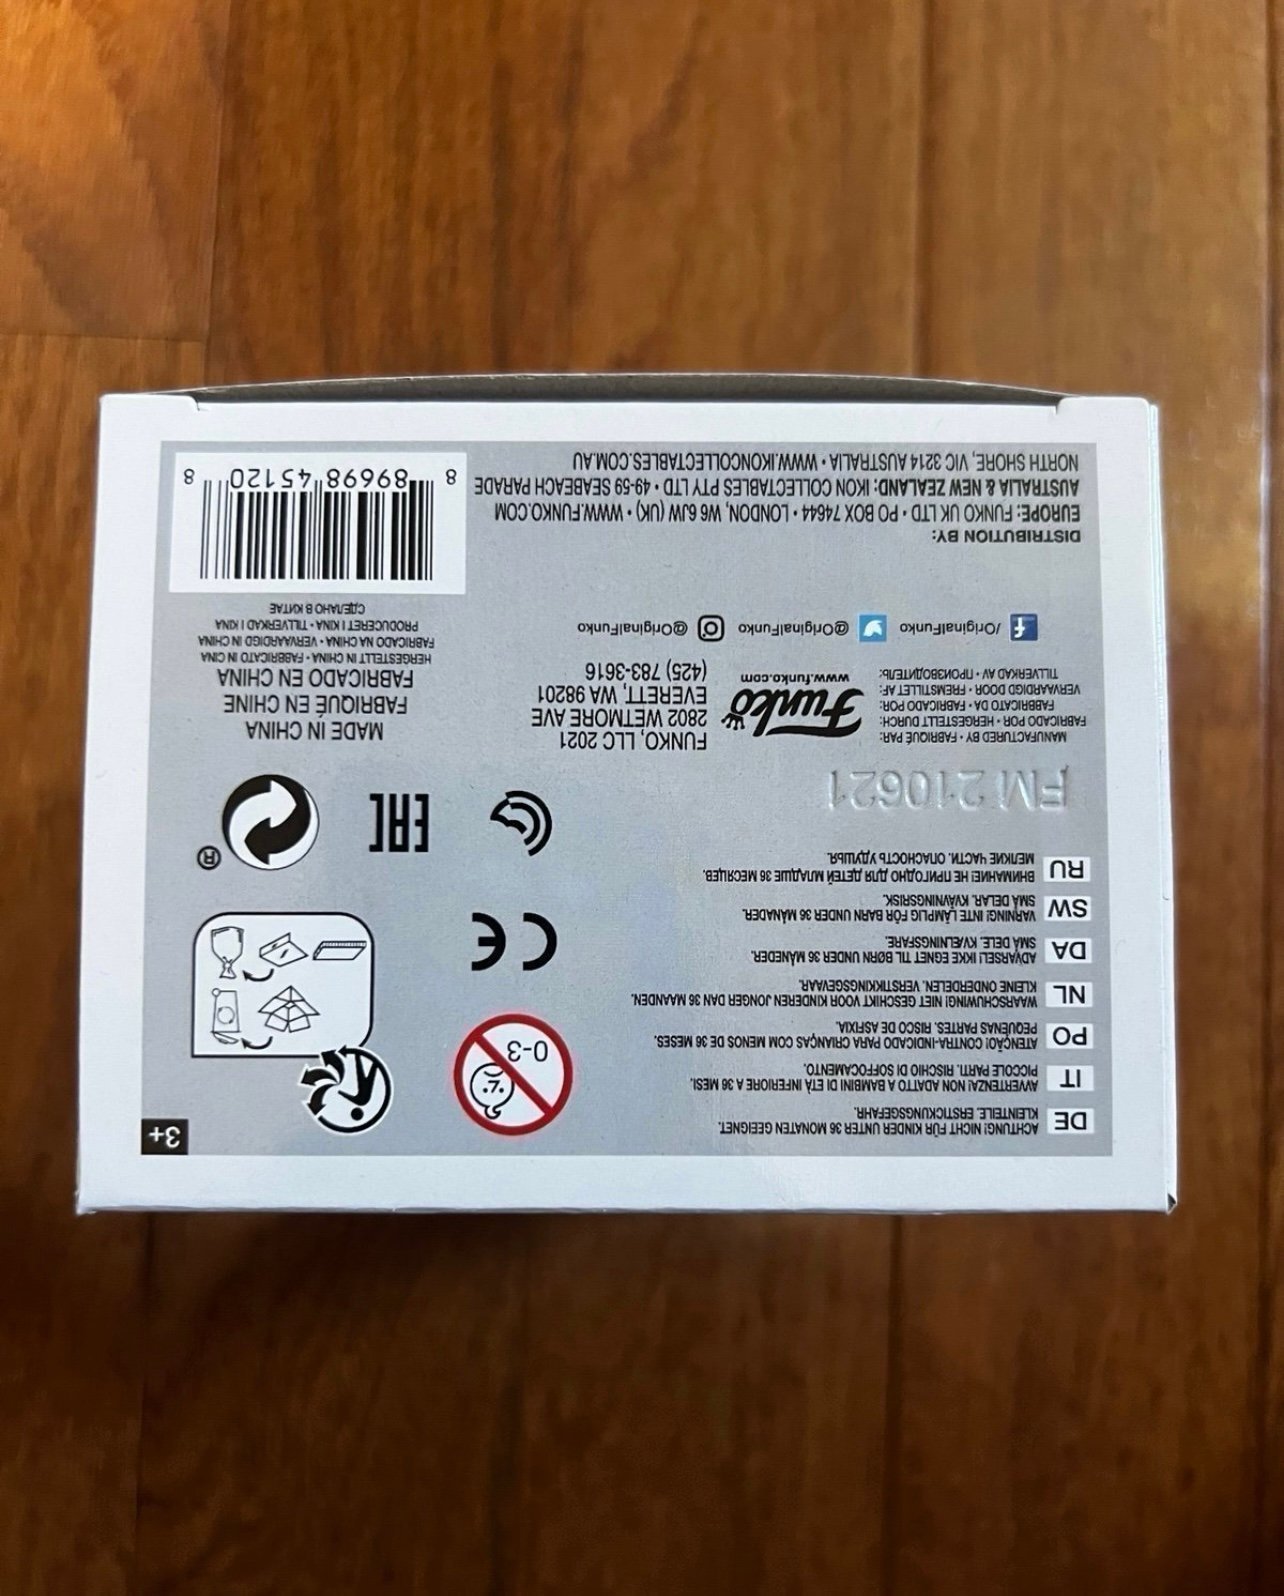 DE
ACHTUNG! NICHT FÜR KINDER UNTER 36 MONATEN GEEIGNET.
KLEINTEILE. ERSTICKUNGSGEFAHR.
IT
AVVERTENZA! NON ADATTO A BAMBINI DI ETÀ INFERIORE A 36 MESI.
PICCOLE PARTI. RISCHIO DI SOFFOCAMENTO.
PO
ATENÇÃO! CONTRA-INDICADO PARA CRIANÇAS COM MENOS DE 36 MESES.
PEQUENAS PARTES. RISCO DE ASFIXIA.
NL
WAARSCHUWING! NIET GESCHIKT VOOR KINDEREN JONGER DAN 36 MAANDEN.
KLEINE ONDERDELEN. VERSTIKKINGSGEVAAR.
DA
ADVARSEL! IKKE EGNET TIL BØRN UNDER 36 MÅNEDER.
SMÅ DELE. KVÆLNINGSFARE.
SW
VARNING! INTE LÄMPLIG FÖR BARN UNDER 36 MÅNADER.
SMÅ DELAR. KVÄVNINGSRISK.
RU
ВНИМАНИЕ! НЕ ПРИГОДНО ДЛЯ ДЕТЕЙ МЛАДШЕ 36 МЕСЯЦЕВ.
МЕЛКИЕ ЧАСТИ. ОПАСНОСТЬ УДУШЬЯ.
0-3
3+
CE
EAC
®
FM 210621
MANUFACTURED BY • FABRIQUÉ PAR:
FABRICADO POR • HERGESTELLT DURCH:
FABBRICATO DA • FABRICADO POR:
VERVAARDIGD DOOR • FREMSTILLET AF:
TILLVERKAD AV • ПРОИЗВОДИТЕЛЬ:
Funko
www.funko.com
FUNKO, LLC 2021
2802 WETMORE AVE
EVERETT, WA 98201
(425) 783-3616
MADE IN CHINA
FABRIQUÉ EN CHINE
FABRICADO EN CHINA
HERGESTELLT IN CHINA • FABBRICATO IN CINA
FABRICADO NA CHINA • VERVAARDIGD IN CHINA
PRODUCERET I KINA • TILLVERKAD I KINA
СДЕЛАНО В КИТАЕ
/OriginalFunko
@OriginalFunko
@OriginalFunko
DISTRIBUTION BY:
EUROPE: FUNKO UK LTD • PO BOX 74644 • LONDON, W6 6JW (UK) • WWW.FUNKO.COM
AUSTRALIA & NEW ZEALAND: IKON COLLECTABLES PTY LTD • 49-59 SEABEACH PARADE
NORTH SHORE, VIC 3214 AUSTRALIA • WWW.IKONCOLLECTABLES.COM.AU
8 89698 45120 8